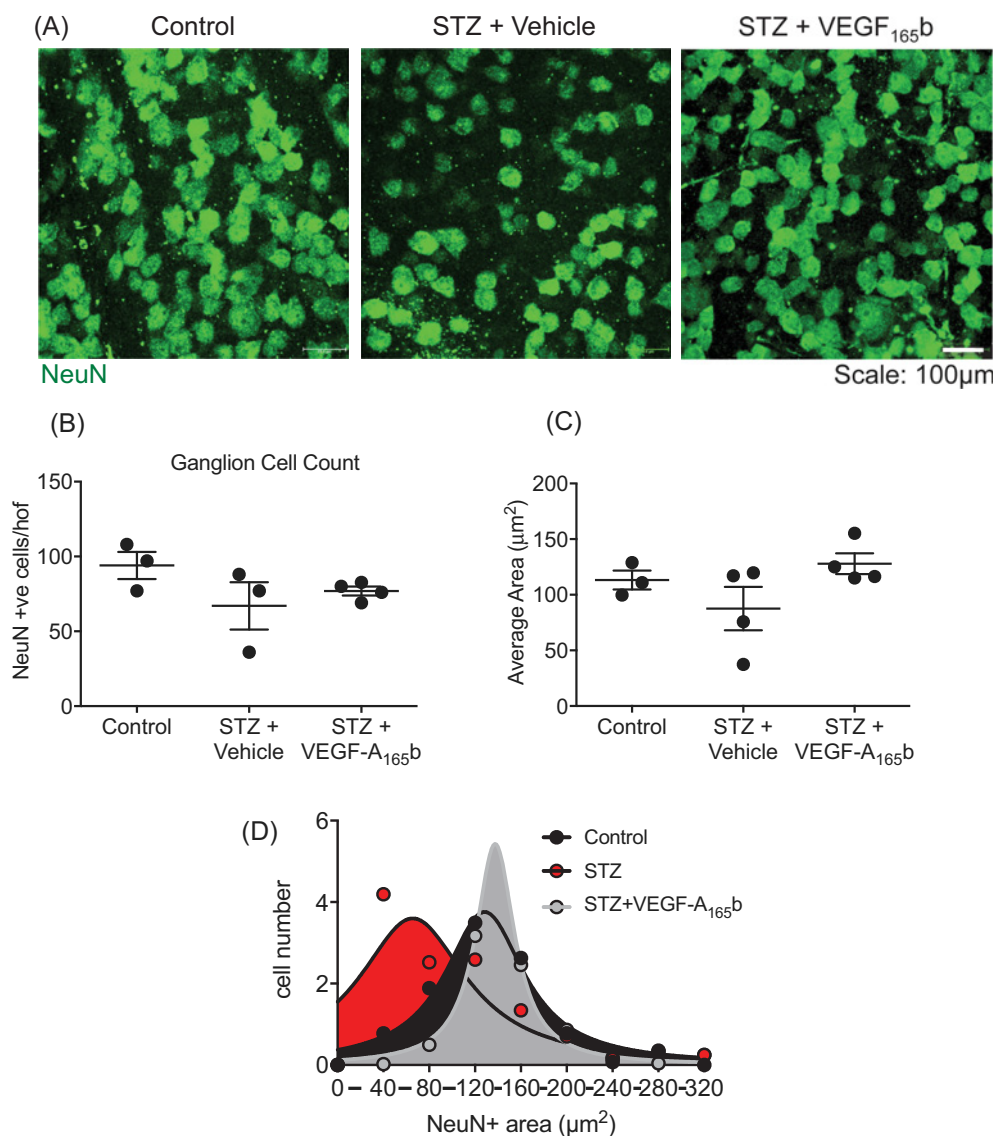 (A)
Control
STZ + Vehicle
STZ + VEGF₁₆₅b
NeuN
Scale: 100μm
(B)
Ganglion Cell Count
NeuN +ve cells/hof
150
100
50
0
Control
STZ +
Vehicle
STZ +
VEGF-A₁₆₅b
(C)
Average Area (μm²)
200
150
100
50
0
Control
STZ +
Vehicle
STZ +
VEGF-A₁₆₅b
(D)
cell number
6
4
2
0
Control
STZ
STZ+VEGF-A₁₆₅b
0 – 40 – 80 –120–160–200–240–280–320
NeuN+ area (μm²)